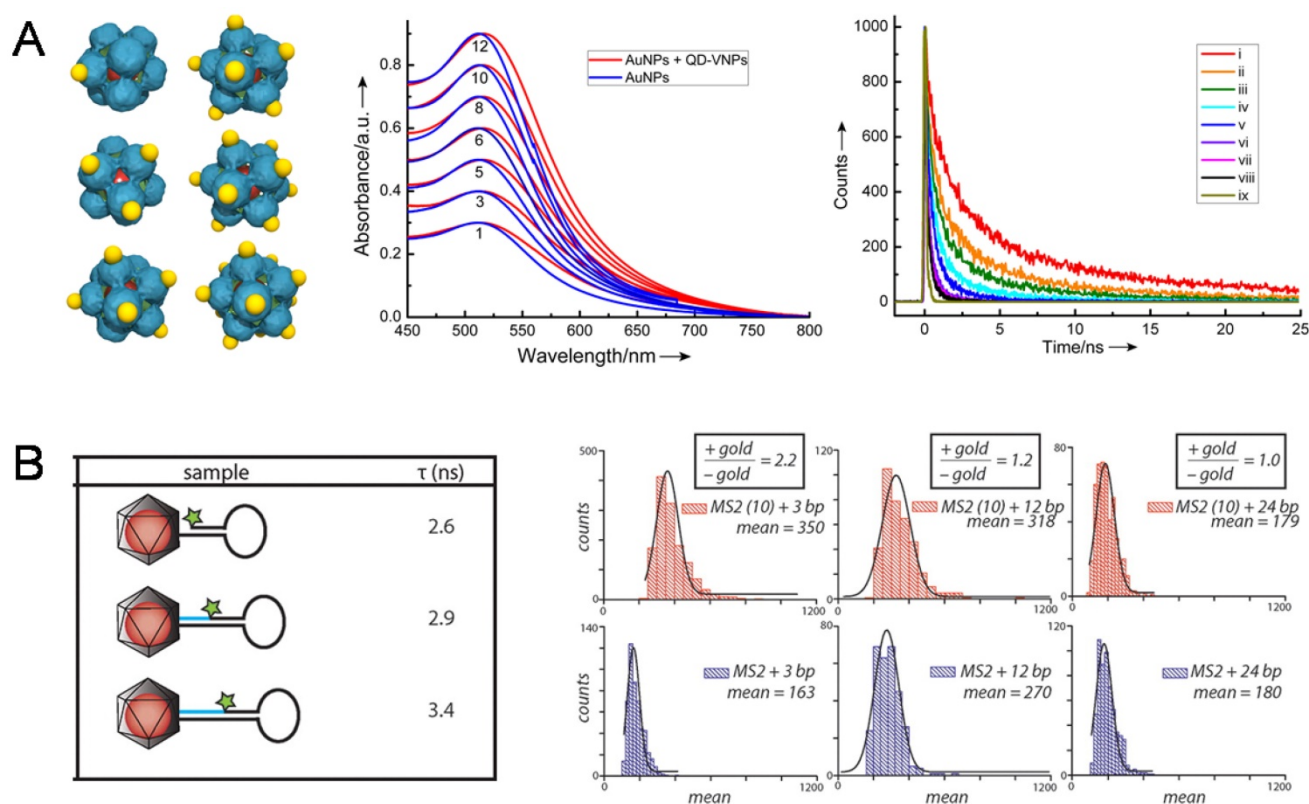 A
12
10
8
6
5
3
1
AuNPs + QD-VNPs
AuNPs
0.8
0.6
0.4
0.2
0.0
Absorbance/a.u.
450 500 550 600 650 700 750 800
Wavelength/nm
1000
800
600
400
200
0
Counts
i
ii
iii
iv
v
vi
vii
viii
ix
0 5 10 15 20 25
Time/ns
B
sample τ (ns)
2.6
2.9
3.4
500
+ gold
– gold
= 2.2
MS2 (10) + 3 bp
mean = 350
counts
0
1200
120
+ gold
– gold
= 1.2
MS2 (10) + 12 bp
mean = 318
0
1200
80
+ gold
– gold
= 1.0
MS2 (10) + 24 bp
mean = 179
0
1200
140
MS2 + 3 bp
mean = 163
counts
0
0 1200
mean
80
MS2 + 12 bp
mean = 270
0
1200
mean
80
MS2 + 24 bp
mean = 180
0
1200
mean